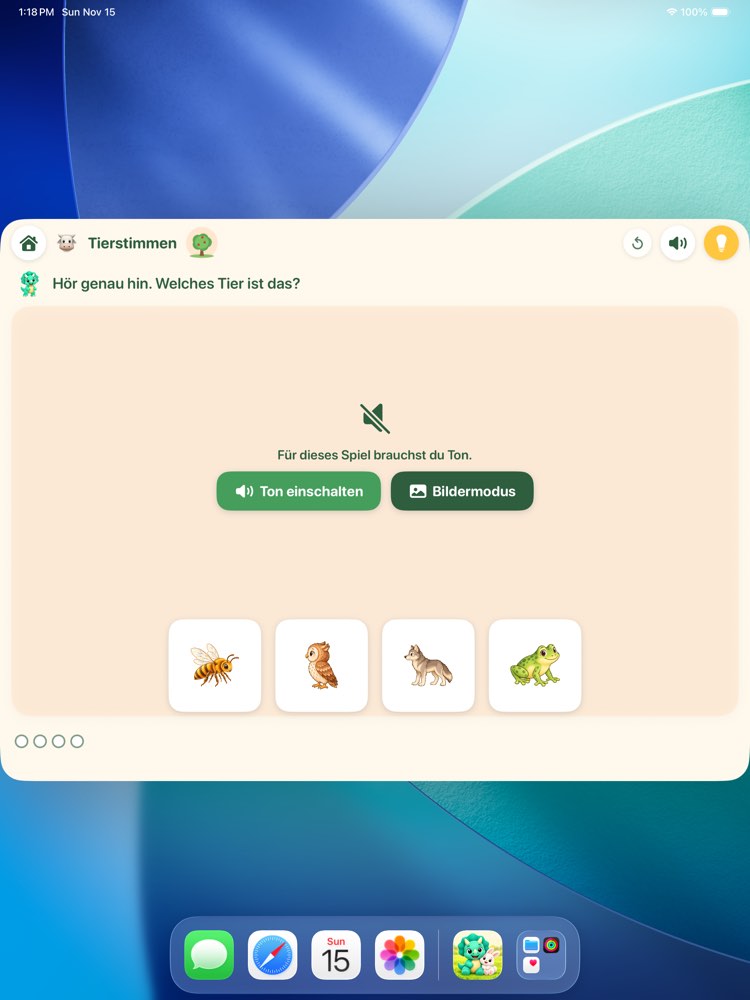 1:18 PM Sun Nov 15
100%
Tierstimmen
Hör genau hin. Welches Tier ist das?
Für dieses Spiel brauchst du Ton.
Ton einschalten
Bildermodus
Sun
15